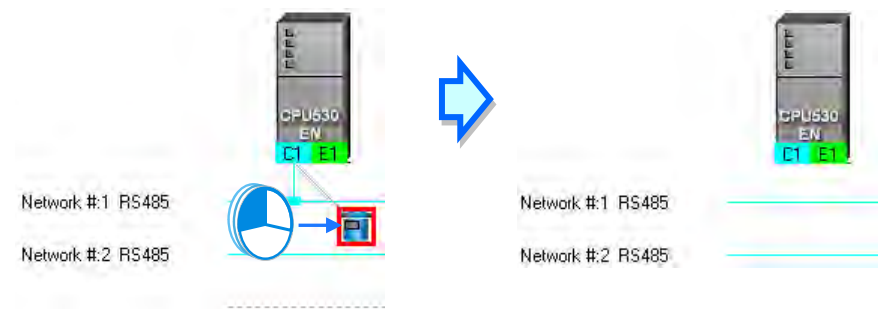 CPU530
EN
C1 E1
Network #:1 RS485
Network #:2 RS485
CPU530
EN
C1 E1
Network #:1 RS485
Network #:2 RS485